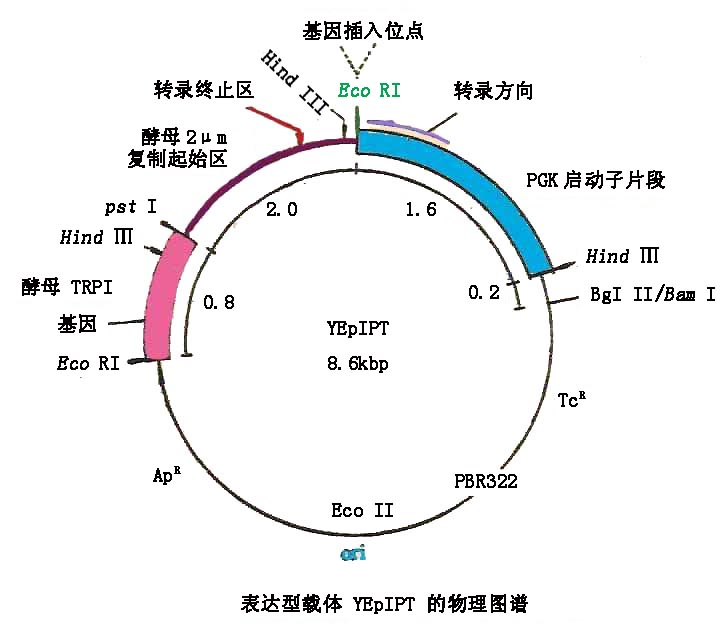 基因插入位点
Hind III
Eco RI
转录终止区
转录方向
酵母 2μm
复制起始区
PGK 启动子片段
2.0
1.6
pst I
Hind III
Hind III
酵母 TRPI
0.8
0.2
BgI II/Bam I
基因
YEpIPT
Eco RI
8.6kbp
Tcᴿ
Apᴿ
PBR322
Eco II
ori
表达型载体 YEpIPT 的物理图谱